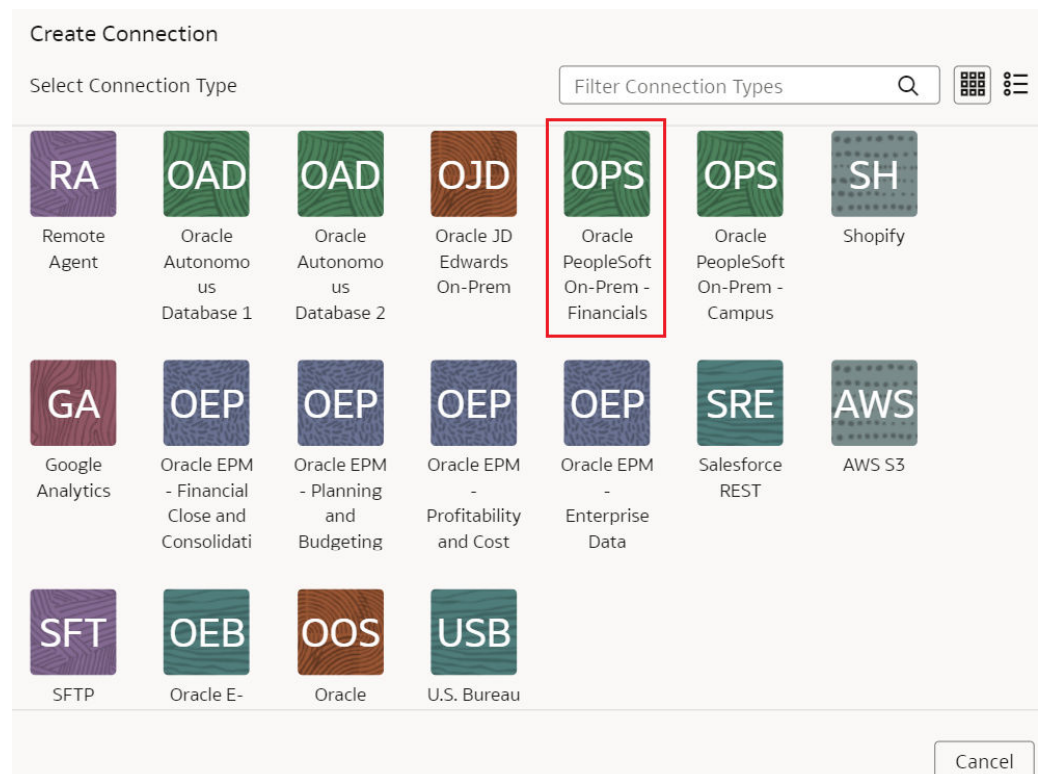 Create Connection
Select Connection Type
Filter Connection Types
RA
OAD
OAD
OJD
OPS
OPS
SH
Remote
Agent
Oracle
Autonomo
us
Database 1
Oracle
Autonomo
us
Database 2
Oracle JD
Edwards
On-Prem
Oracle
PeopleSoft
On-Prem -
Financials
Oracle
PeopleSoft
On-Prem -
Campus
Shopify
GA
OEP
OEP
OEP
OEP
SRE
AWS
Google
Analytics
Oracle EPM
- Financial
Close and
Consolidati
Oracle EPM
- Planning
and
Budgeting
Oracle EPM
-
Profitability
and Cost
Oracle EPM
-
Enterprise
Data
Salesforce
REST
AWS S3
SFT
OEB
OOS
USB
SFTP
Oracle E-
Oracle
U.S. Bureau
Cancel